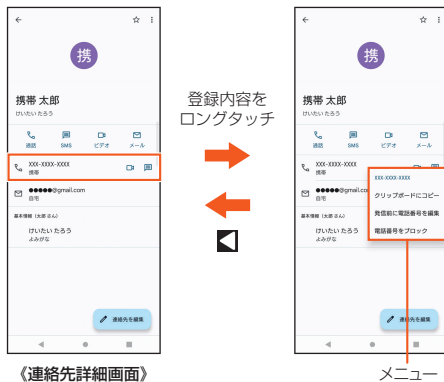 携
携帯 太郎
けいたい たろう
通話 SMS ビデオ メール
XXX-XXX-XXXX
携帯
●●●●●@gmail.com
自宅
基本情報（太郎 さん）
けいたい たろう
よみがな
連絡先を編集
《連絡先詳細画面》
登録内容を
ロングタッチ
携
携帯 太郎
けいたい たろう
通話 SMS ビデオ メール
XXX-XXX-XXXX
携帯
●●●●●@gmail.co
自宅
基本情報（太郎 さん）
けいたい たろう
よみがな
XXX-XXX-XXXX
クリップボードにコピー
発信前に電話番号を編集
電話番号をブロック
連絡先を編集
メニュー